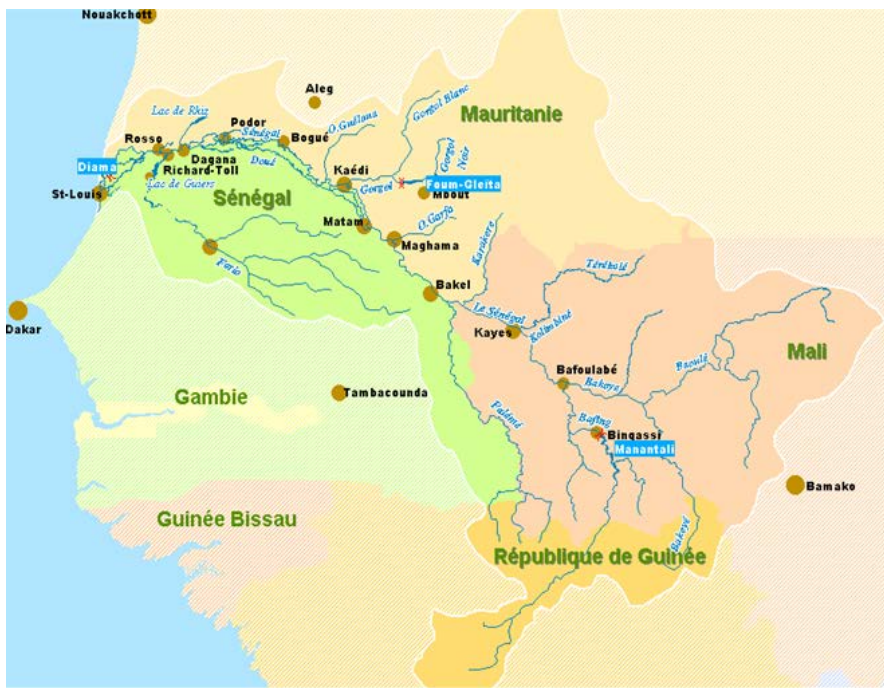 Nouakchott
Aleg
Lac de Rkiz
Podor
Sénégal
Bogué
O.Guéloua
Gorgol Blanc
Mauritanie
Gorgol
Noir
Rosso
Dagana
Doué
Richard-Toll
Diama
Lac de Guiers
St-Louis
Kaédi
Gorgol
Foum-Gleita
Mbout
Sénégal
Matam
O.Garfa
Maghama
Karakere
Ferlo
Bakel
Térékolé
Le Sénégal
Kolimbiné
Kayes
Dakar
Mali
Baoulé
Bafoulabé
Bakoye
Gambie
Tambacounda
Falémé
Bafing
Binqassi
Manantali
Bamako
Guinée Bissau
Bakoyé
République de Guinée